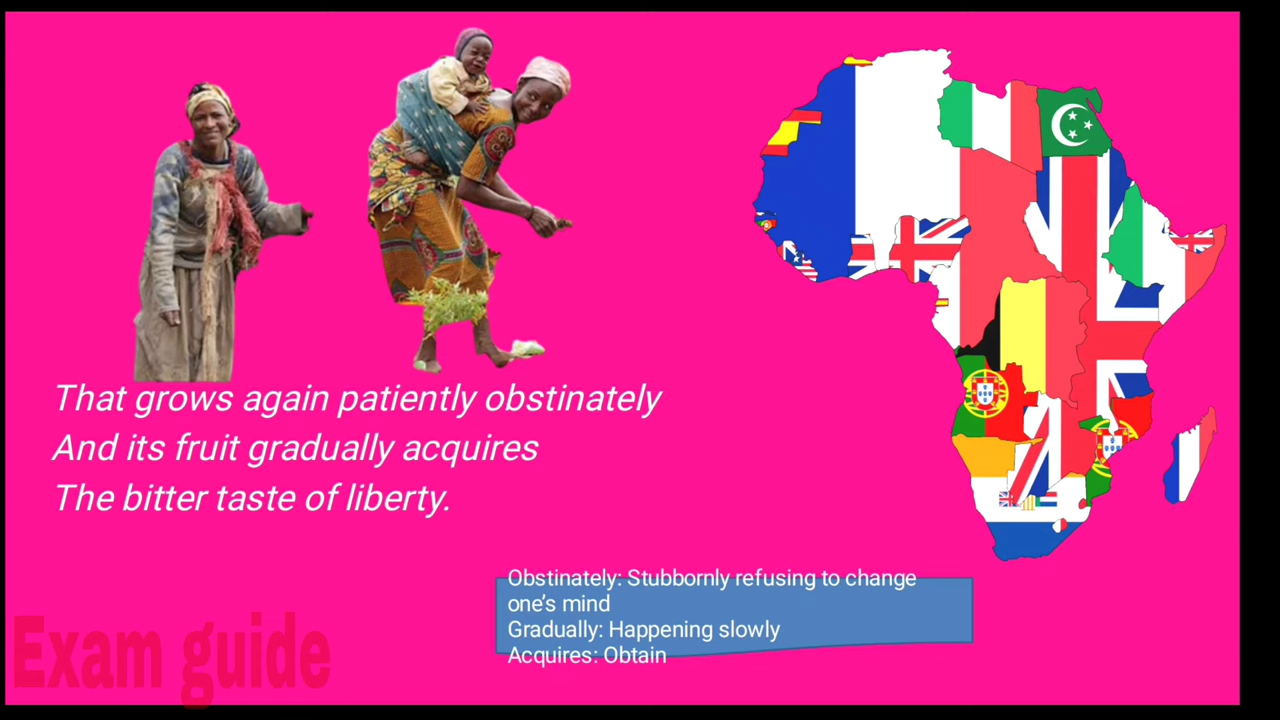 That grows again patiently obstinately
And its fruit gradually acquires
The bitter taste of liberty.
Obstinately: Stubbornly refusing to change
one's mind
Gradually: Happening slowly
Acquires: Obtain
Exam guide